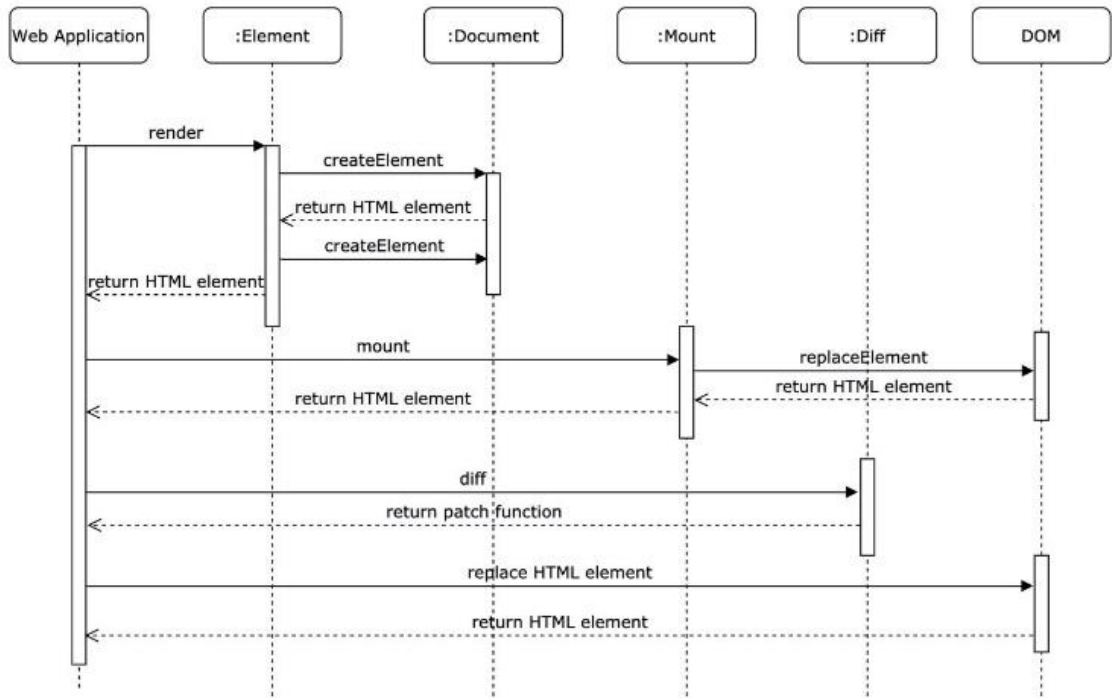 Web Application
:Element
:Document
:Mount
:Diff
DOM
render
createElement
return HTML element
createElement
return HTML element
mount
replaceElement
return HTML element
return HTML element
diff
return patch function
replace HTML element
return HTML element